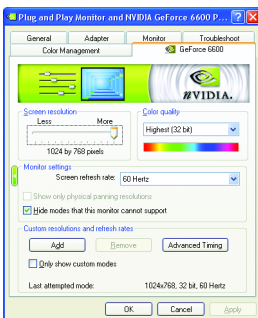 Plug and Play Monitor and NVIDIA GeForce 6600 P...
General Adapter Monitor Troubleshoot
Color Management GeForce 6600
nVIDIA.
Screen resolution
Less More
1024 by 768 pixels
Color quality
Highest (32 bit)
Monitor settings
Screen refresh rate: 60 Hertz
Show only physical panning resolutions
Hide modes that this monitor cannot support
Custom resolutions and refresh rates
Add Remove Advanced Timing
Only show custom modes
Last attempted mode: 1024x768, 32 bit, 60 Hertz
OK Cancel Apply